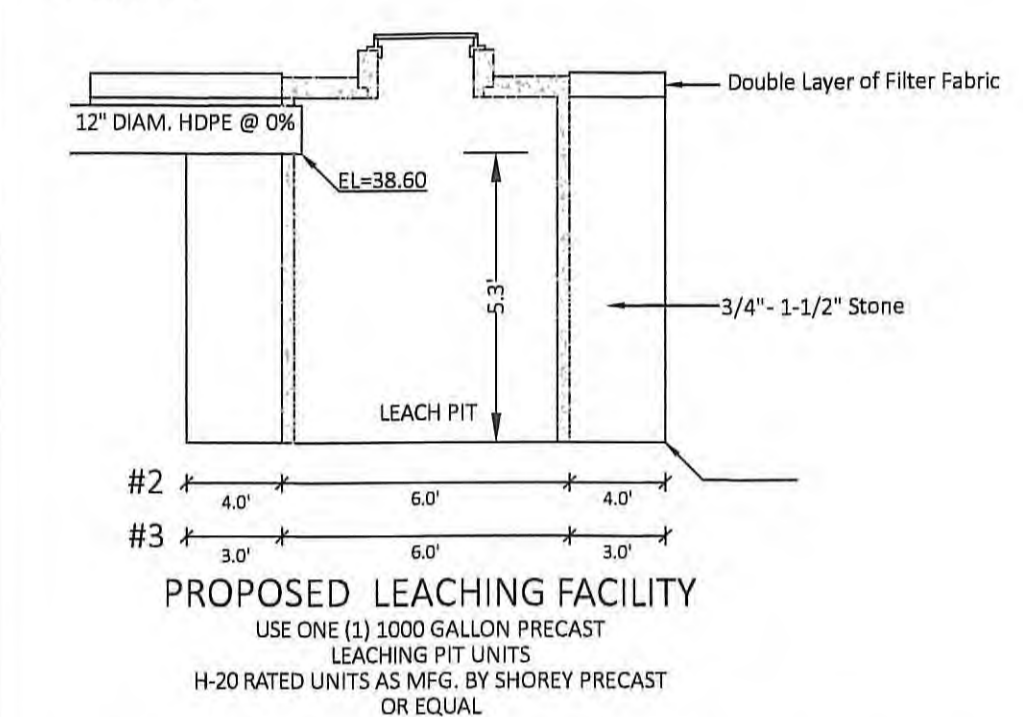 Double Layer of Filter Fabric
12" DIAM. HDPE @ 0%
EL=38.60
5.3'
3/4"- 1-1/2" Stone
LEACH PIT
#2 4.0' 6.0' 4.0'
#3 3.0' 6.0' 3.0'
PROPOSED LEACHING FACILITY
USE ONE (1) 1000 GALLON PRECAST
LEACHING PIT UNITS
H-20 RATED UNITS AS MFG. BY SHOREY PRECAST
OR EQUAL